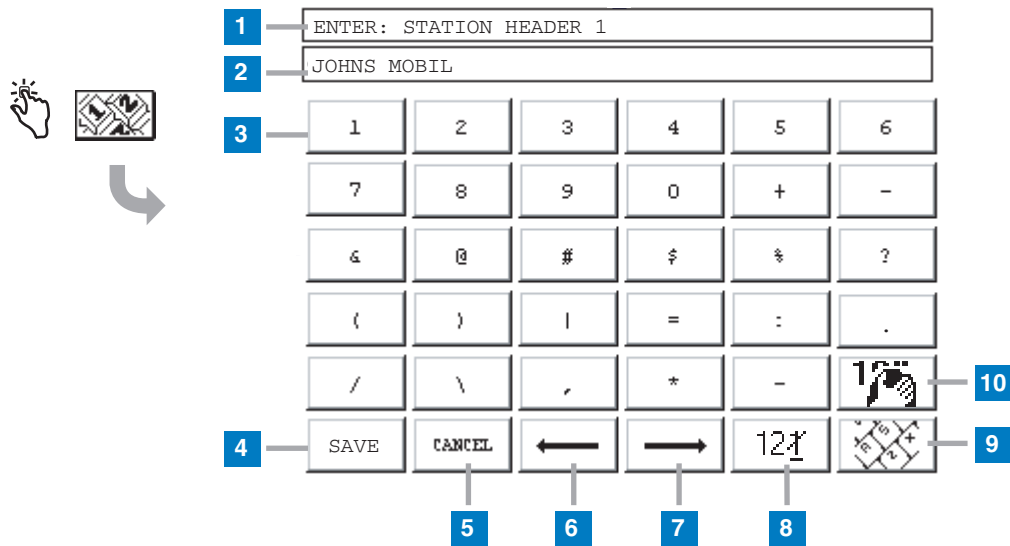 1 ENTER: STATION HEADER 1
2 JOHNS MOBIL
3 1 2 3 4 5 6
7 8 9 0 + -
& @ # $ % ?
( ) | = : .
/ \ , * - 10
4 SAVE CANCEL 9
5 6 7 8